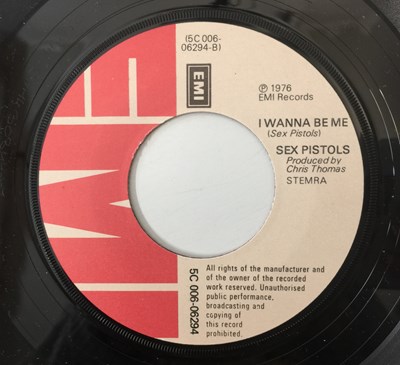 (5C 006-
06294-B)
EMI
EMI
℗ 1976
EMI Records
I WANNA BE ME
(Sex Pistols)
SEX PISTOLS
Produced by
Chris Thomas
STEMRA
5C 006-06294
All rights of the manufacturer and
of the owner of the recorded
work reserved. Unauthorised
public performance,
broadcasting and
copying of
this record
prohibited.